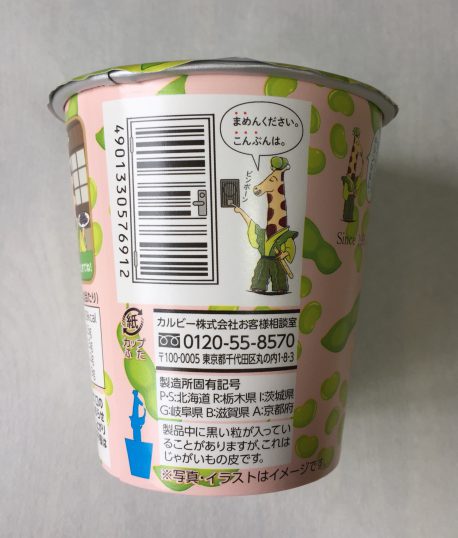 まめんください。
こんぶんは。
ピンポーン
4901330576912
Since
紙
カップ
ふた
カルビー株式会社お客様相談室
0120-55-8570
〒100-0005 東京都千代田区丸の内1-8-3
製造所固有記号
P·S:北海道 R:栃木県 I:茨城県
G:岐阜県 B:滋賀県 A:京都府
製品中に黒い粒が入ってい
ることがありますが、これは
じゃがいもの皮です。
※写真・イラストはイメージです。